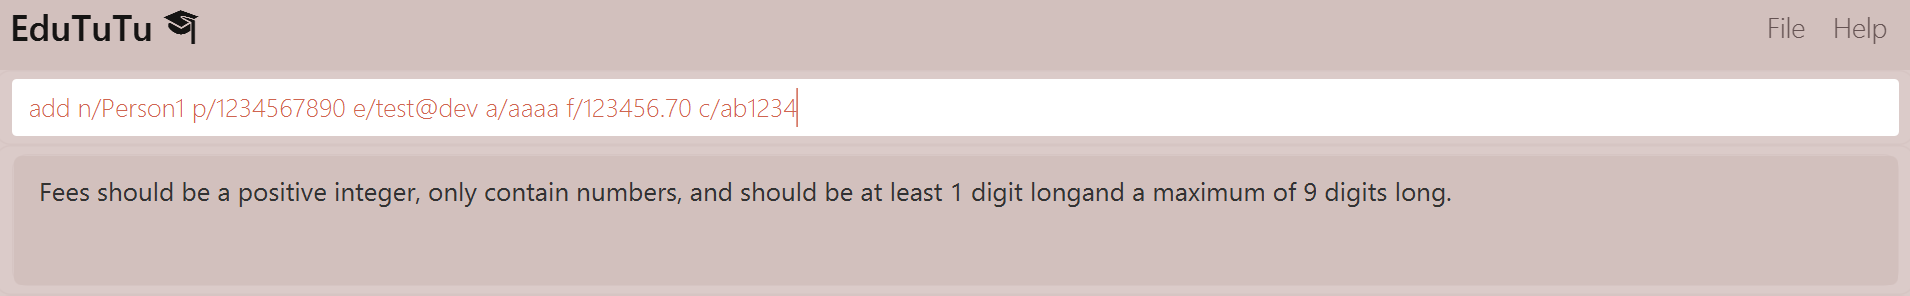 EduTuTu
File Help
add n/Person1 p/1234567890 e/test@dev a/aaaa f/123456.70 c/ab1234
Fees should be a positive integer, only contain numbers, and should be at least 1 digit longand a maximum of 9 digits long.